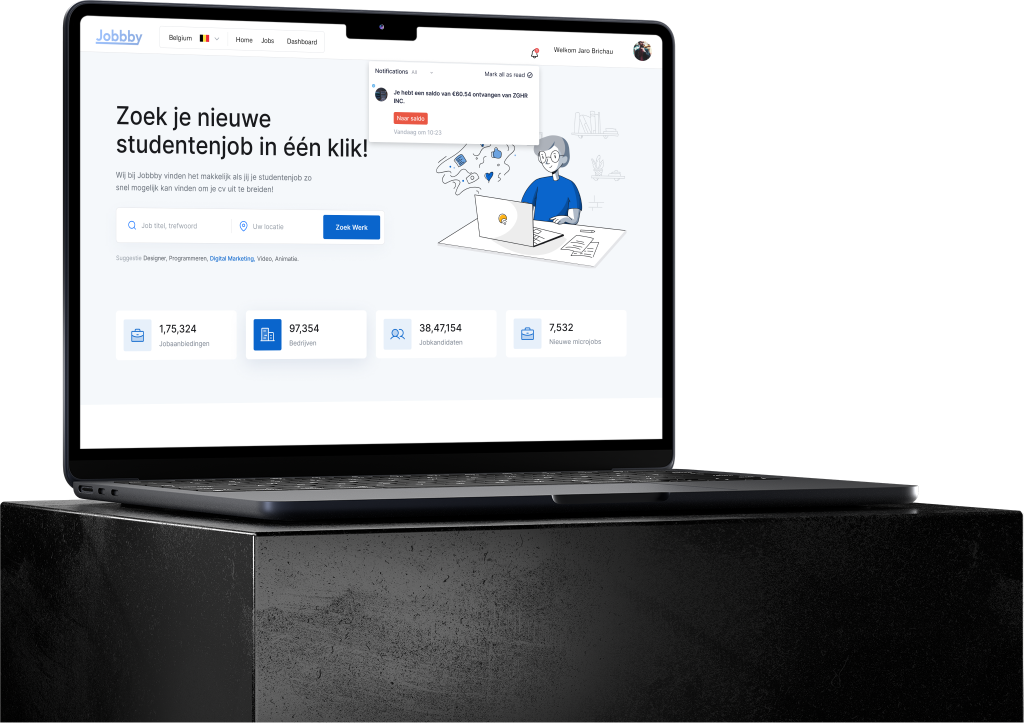 Jobbby
Belgium
Home Jobs Dashboard
Welkom Jaro Brichau
Notifications All
Mark all as read
Je hebt een saldo van €60.54 ontvangen van ZGHR
INC.
Naar saldo
Vandaag om 10:23
Zoek je nieuwe
studentenjob in één klik!
Wij bij Jobbby vinden het makkelijk als jij je studentenjob zo
snel mogelijk kan vinden om je cv uit te breiden!
Job titel, trefwoord
Uw locatie
Zoek Werk
Suggestie Designer, Programmeren, Digital Marketing, Video, Animatie.
1,75,324
Jobaanbiedingen
97,354
Bedrijven
38,47,154
Jobkandidaten
7,532
Nieuwe microjobs